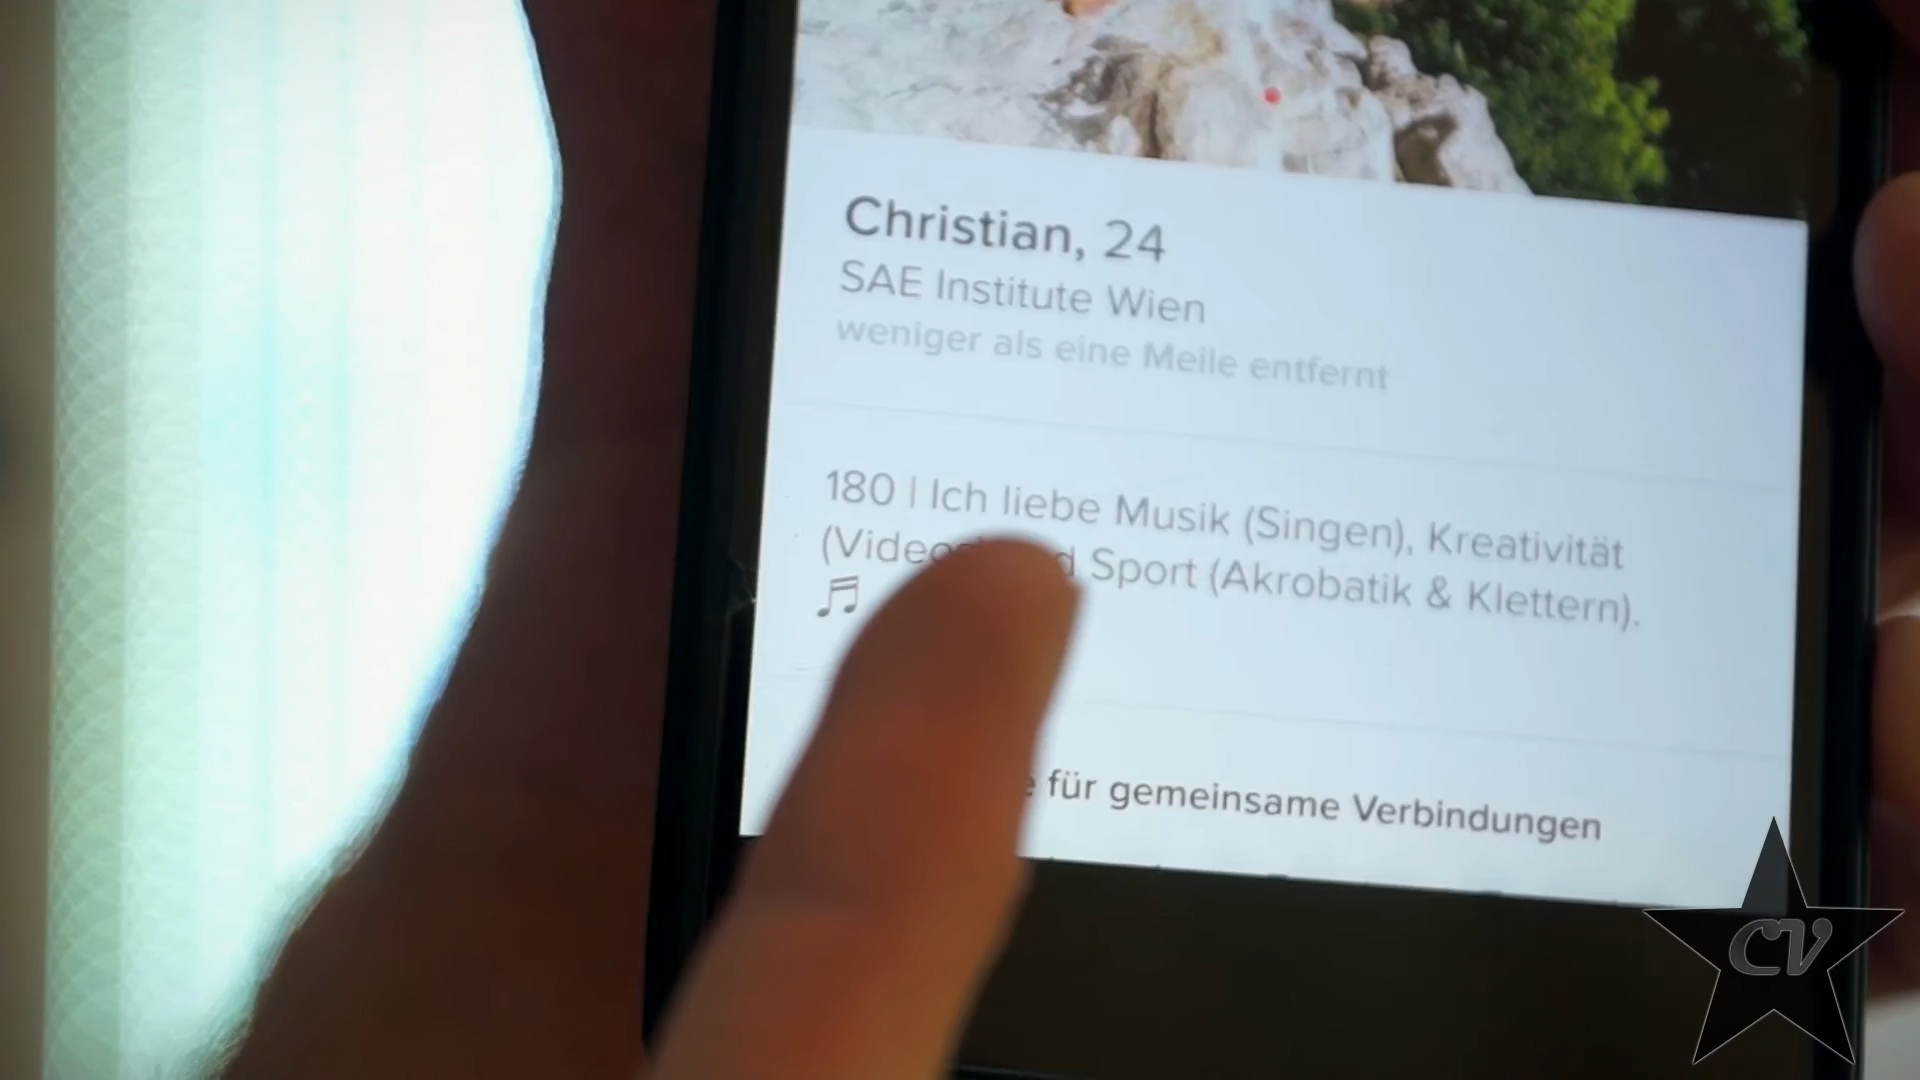 Christian, 24
SAE Institute Wien
weniger als eine Meile entfernt
180 | Ich liebe Musik (Singen), Kreativität
Sport (Akrobatik & Klettern).
für gemeinsame Verbindungen
CV